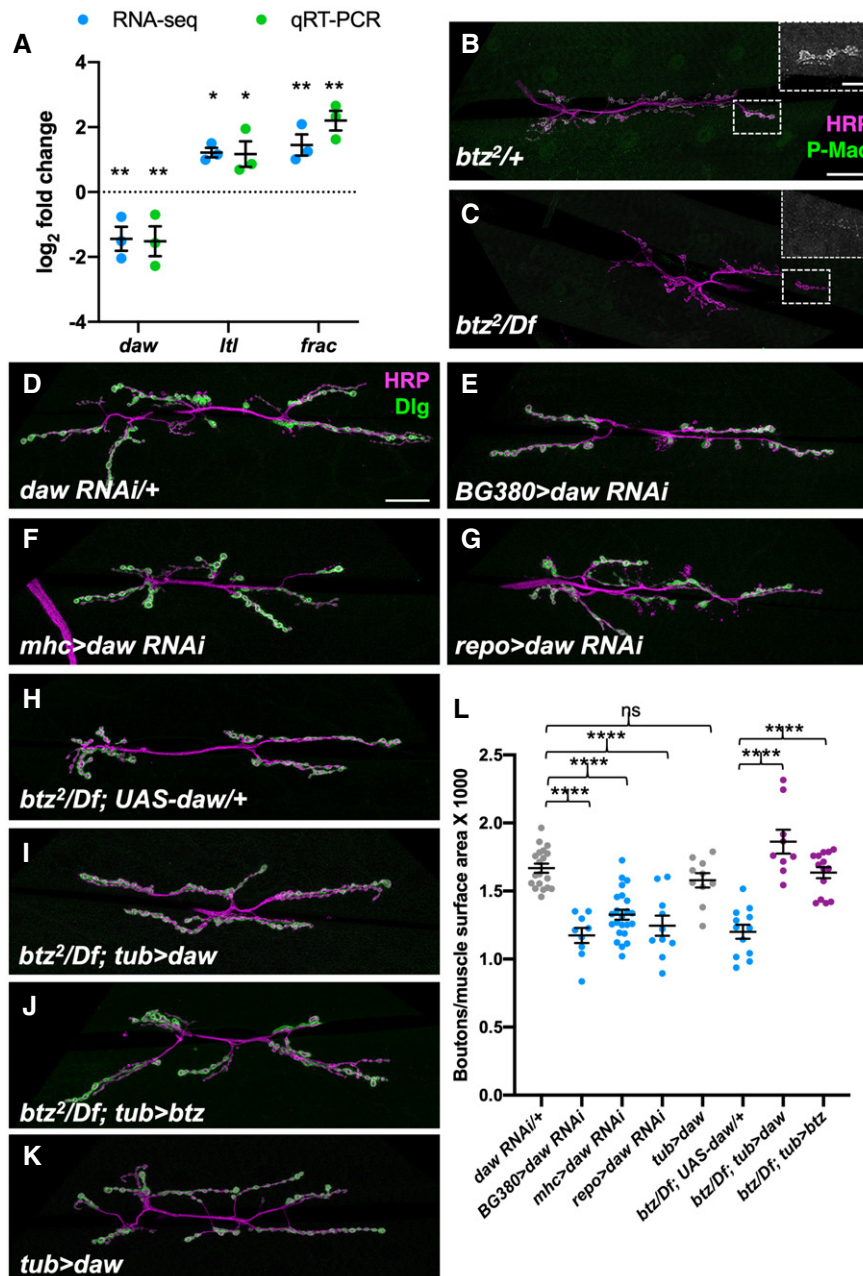 RNA-seq qRT-PCR
A
** ** * * ** **
log2 fold change
4
2
0
-2
-4
daw ltl frac
B
HRP
P-Mad
btz²/+
C
btz²/Df
D
HRP
Dlg
daw RNAi/+
E
BG380>daw RNAi
F
mhc>daw RNAi
G
repo>daw RNAi
H
btz²/Df; UAS-daw/+
I
btz²/Df; tub>daw
J
btz²/Df; tub>btz
K
tub>daw
L
ns
****
****
****
****
****
Boutons/muscle surface area X 1000
2.5
2.0
1.5
1.0
0.5
0.0
daw RNAi/+
BG380>daw RNAi
mhc>daw RNAi
repo>daw RNAi
tub>daw
btz/Df; UAS-daw/+
btz/Df; tub>daw
btz/Df; tub>btz